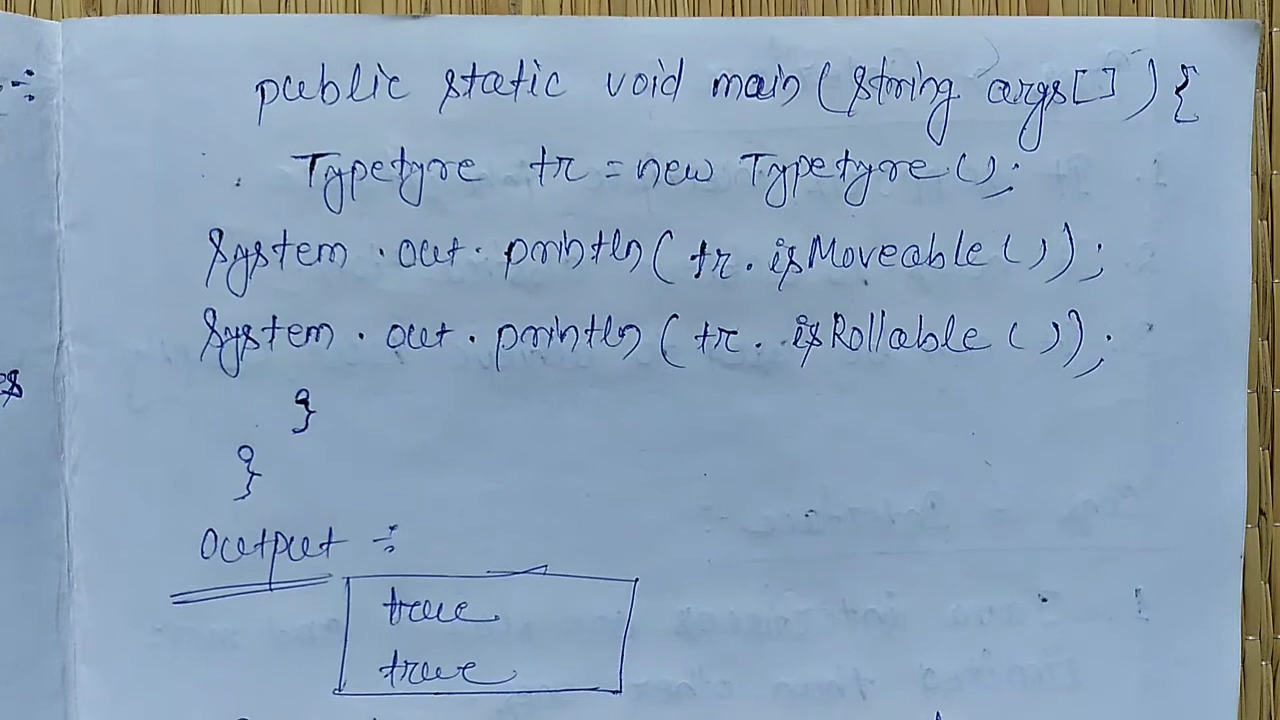 public static void main(string args[]){
Typetyre tr = new Typetyre();
System.out.println(tr.isMoveable());
System.out.println(tr.isRollable());
}
}
output :-
true
true